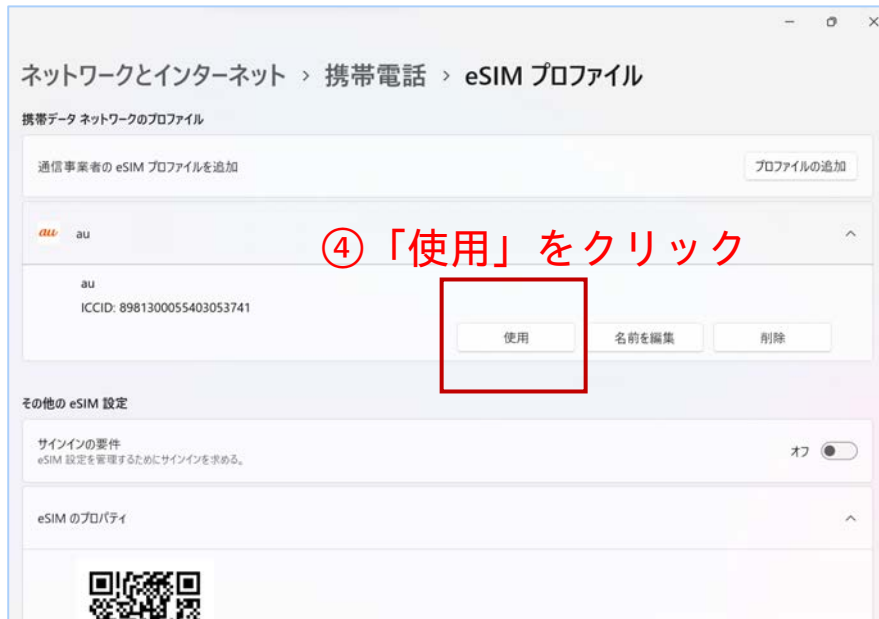 ネットワークとインターネット › 携帯電話 › eSIM プロファイル
携帯データ ネットワークのプロファイル
通信事業者の eSIM プロファイルを追加
プロファイルの追加
au au
④「使用」をクリック
au
ICCID: 8981300055403053741
使用
名前を編集
削除
その他の eSIM 設定
サインインの要件
eSIM 設定を管理するためにサインインを求める。
オフ
eSIM のプロパティ